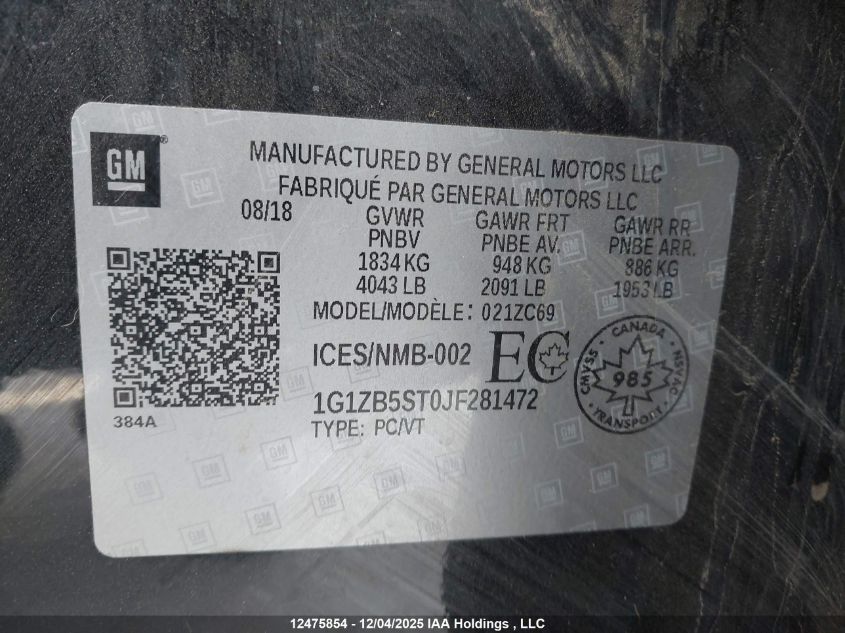 GM
MANUFACTURED BY GENERAL MOTORS LLC
FABRIQUÉ PAR GENERAL MOTORS LLC
08/18 GVWR GAWR FRT GAWR RR
PNBV PNBE AV. PNBE ARR.
1834 KG 948 KG 886 KG
4043 LB 2091 LB 1953 LB
MODEL/MODÈLE: 021ZC69
ICES/NMB-002 EC
CANADA
CMVSS 985 NSVAC
TRANSPORT
1G1ZB5ST0JF281472
384A
TYPE: PC/VT
12475854 - 12/04/2025 IAA Holdings , LLC